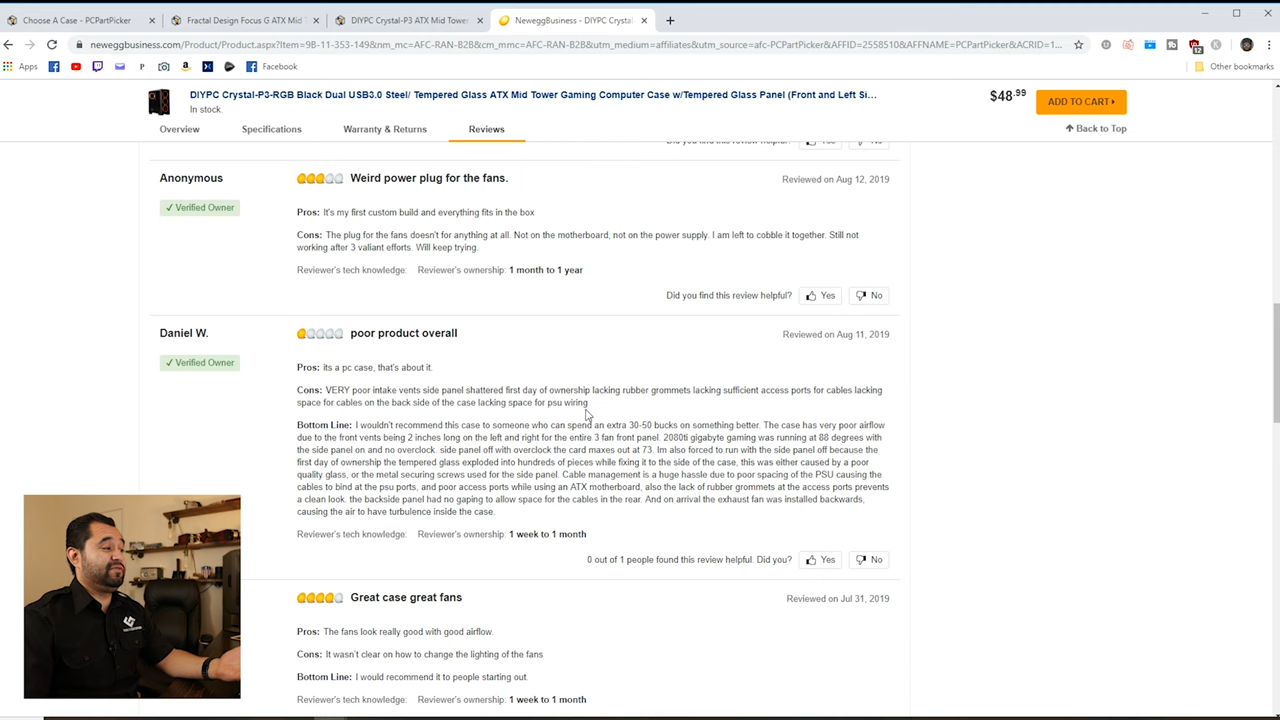 Choose A Case - PCPartPicker
Fractal Design Focus G ATX Mid T
DIYPC Crystal-P3 ATX Mid Tower
NeweggBusiness - DIYPC Crystal
neweggbusiness.com/Product/Product.aspx?Item=9B-11-353-149&nm_mc=AFC-RAN-B2B&cm_mmc=AFC-RAN-B2B&utm_medium=affiliates&utm_source=afc-PCPartPicker&AFFID=2558510&AFFNAME=PCPartPicker&ACRID=1...
Apps
Facebook
Other bookmarks
DIYPC Crystal-P3-RGB Black Dual USB3.0 Steel/ Tempered Glass ATX Mid Tower Gaming Computer Case w/Tempered Glass Panel (Front and Left Si...
In stock.
$48.99
ADD TO CART
Overview
Specifications
Warranty & Returns
Reviews
Back to Top
Did you find this review helpful? Yes No
Anonymous
Weird power plug for the fans.
Reviewed on Aug 12, 2019
✓ Verified Owner
Pros: It's my first custom build and everything fits in the box
Cons: The plug for the fans doesn't for anything at all. Not on the motherboard, not on the power supply. I am left to cobble it together. Still not
working after 3 valiant efforts. Will keep trying.
Reviewer's tech knowledge: Reviewer's ownership: 1 month to 1 year
Did you find this review helpful? Yes No
Daniel W.
poor product overall
Reviewed on Aug 11, 2019
✓ Verified Owner
Pros: its a pc case, that's about it.
Cons: VERY poor intake vents side panel shattered first day of ownership lacking rubber grommets lacking sufficient access ports for cables lacking
space for cables on the back side of the case lacking space for psu wiring
Bottom Line: I wouldn't recommend this case to someone who can spend an extra 30-50 bucks on something better. The case has very poor airflow
due to the front vents being 2 inches long on the left and right for the entire 3 fan front panel. 2080ti gigabyte gaming was running at 88 degrees with
the side panel on and no overclock. side panel off with overclock the card maxes out at 73. Im also forced to run with the side panel off because the
first day of ownership the tempered glass exploded into hundreds of pieces while fixing it to the side of the case, this was either caused by a poor
quality glass, or the metal securing screws used for the side panel. Cable management is a huge hassle due to poor spacing of the PSU causing the
cables to bind at the psu ports, and poor access ports while using an ATX motherboard, also the lack of rubber grommets at the access ports prevents
a clean look. the backside panel had no gaping to allow space for the cables in the rear. And on arrival the exhaust fan was installed backwards,
causing the air to have turbulence inside the case.
Reviewer's tech knowledge: Reviewer's ownership: 1 week to 1 month
0 out of 1 people found this review helpful. Did you? Yes No
Great case great fans
Reviewed on Jul 31, 2019
Pros: The fans look really good with good airflow.
Cons: It wasn't clear on how to change the lighting of the fans
Bottom Line: I would recommend it to people starting out.
Reviewer's tech knowledge: Reviewer's ownership: 1 week to 1 month